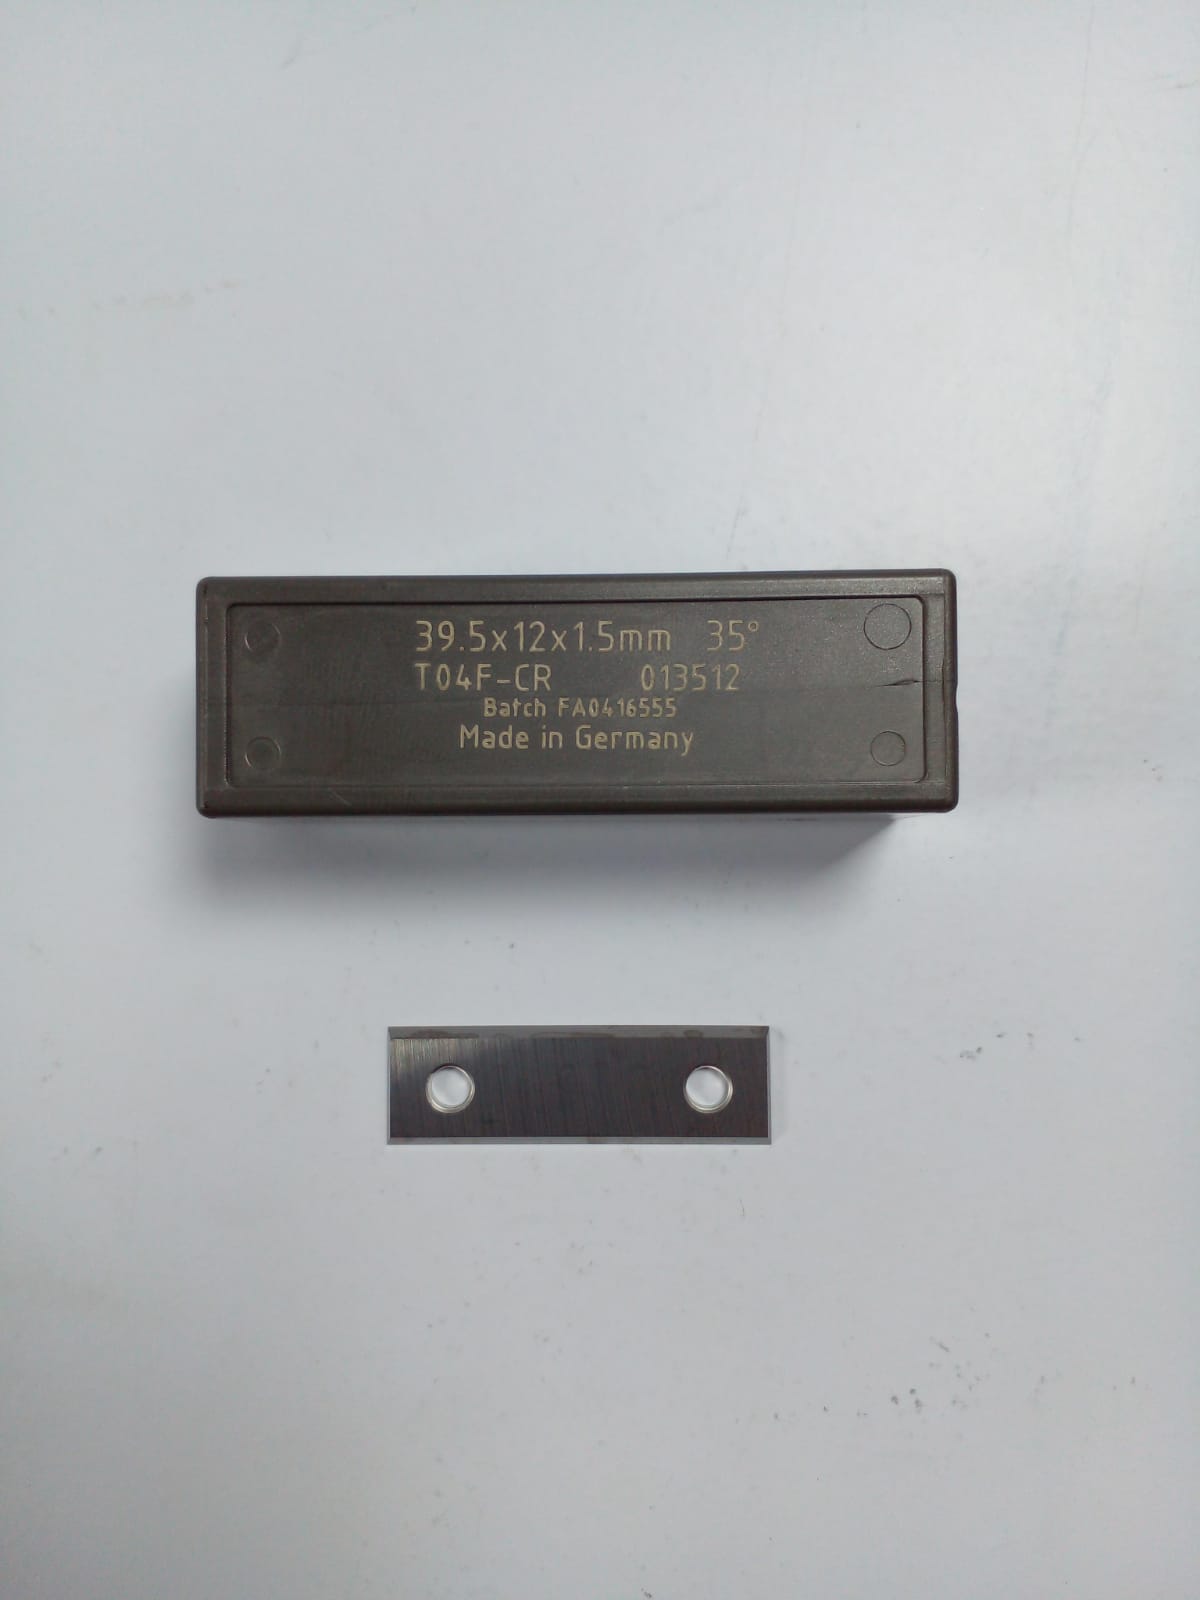 39.5x12x1.5mm 35°
T04F-CR 013512
Batch FA0416555
Made in Germany